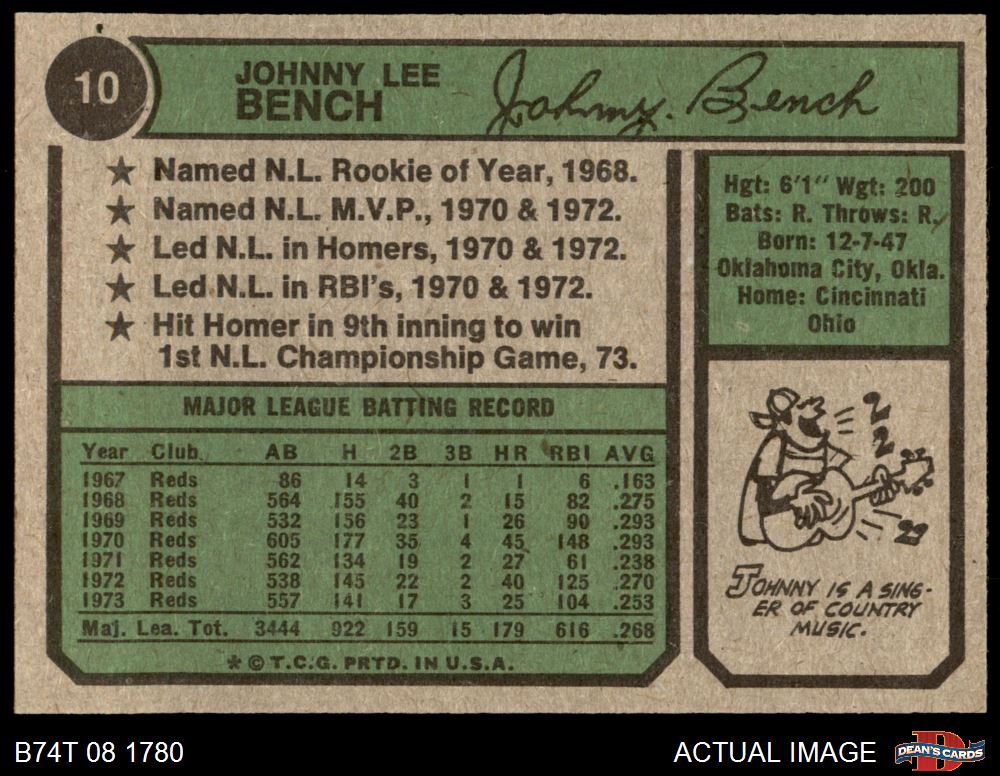 10
JOHNNY LEE
BENCH
Johnny Bench
★ Named N.L. Rookie of Year, 1968.
★ Named N.L. M.V.P., 1970 & 1972.
★ Led N.L. in Homers, 1970 & 1972.
★ Led N.L. in RBI's, 1970 & 1972.
★ Hit Homer in 9th inning to win
1st N.L. Championship Game, 73.
Hgt: 6'1" Wgt: 200
Bats: R. Throws: R.
Born: 12-7-47
Oklahoma City, Okla.
Home: Cincinnati
Ohio
MAJOR LEAGUE BATTING RECORD
Year Club AB H 2B 3B HR RBI AVG
1967 Reds 86 14 3 1 1 6 .163
1968 Reds 564 155 40 2 15 82 .275
1969 Reds 532 156 23 1 26 90 .293
1970 Reds 605 177 35 4 45 148 .293
1971 Reds 562 134 19 2 27 61 .238
1972 Reds 538 145 22 2 40 125 .270
1973 Reds 557 141 17 3 25 104 .253
Maj. Lea. Tot. 3444 922 159 15 179 616 .268
★ © T.C.G. PRTD. IN U.S.A.
JOHNNY IS A SING-
ER OF COUNTRY
MUSIC.
B74T 08 1780
ACTUAL IMAGE
DEAN'S CARDS